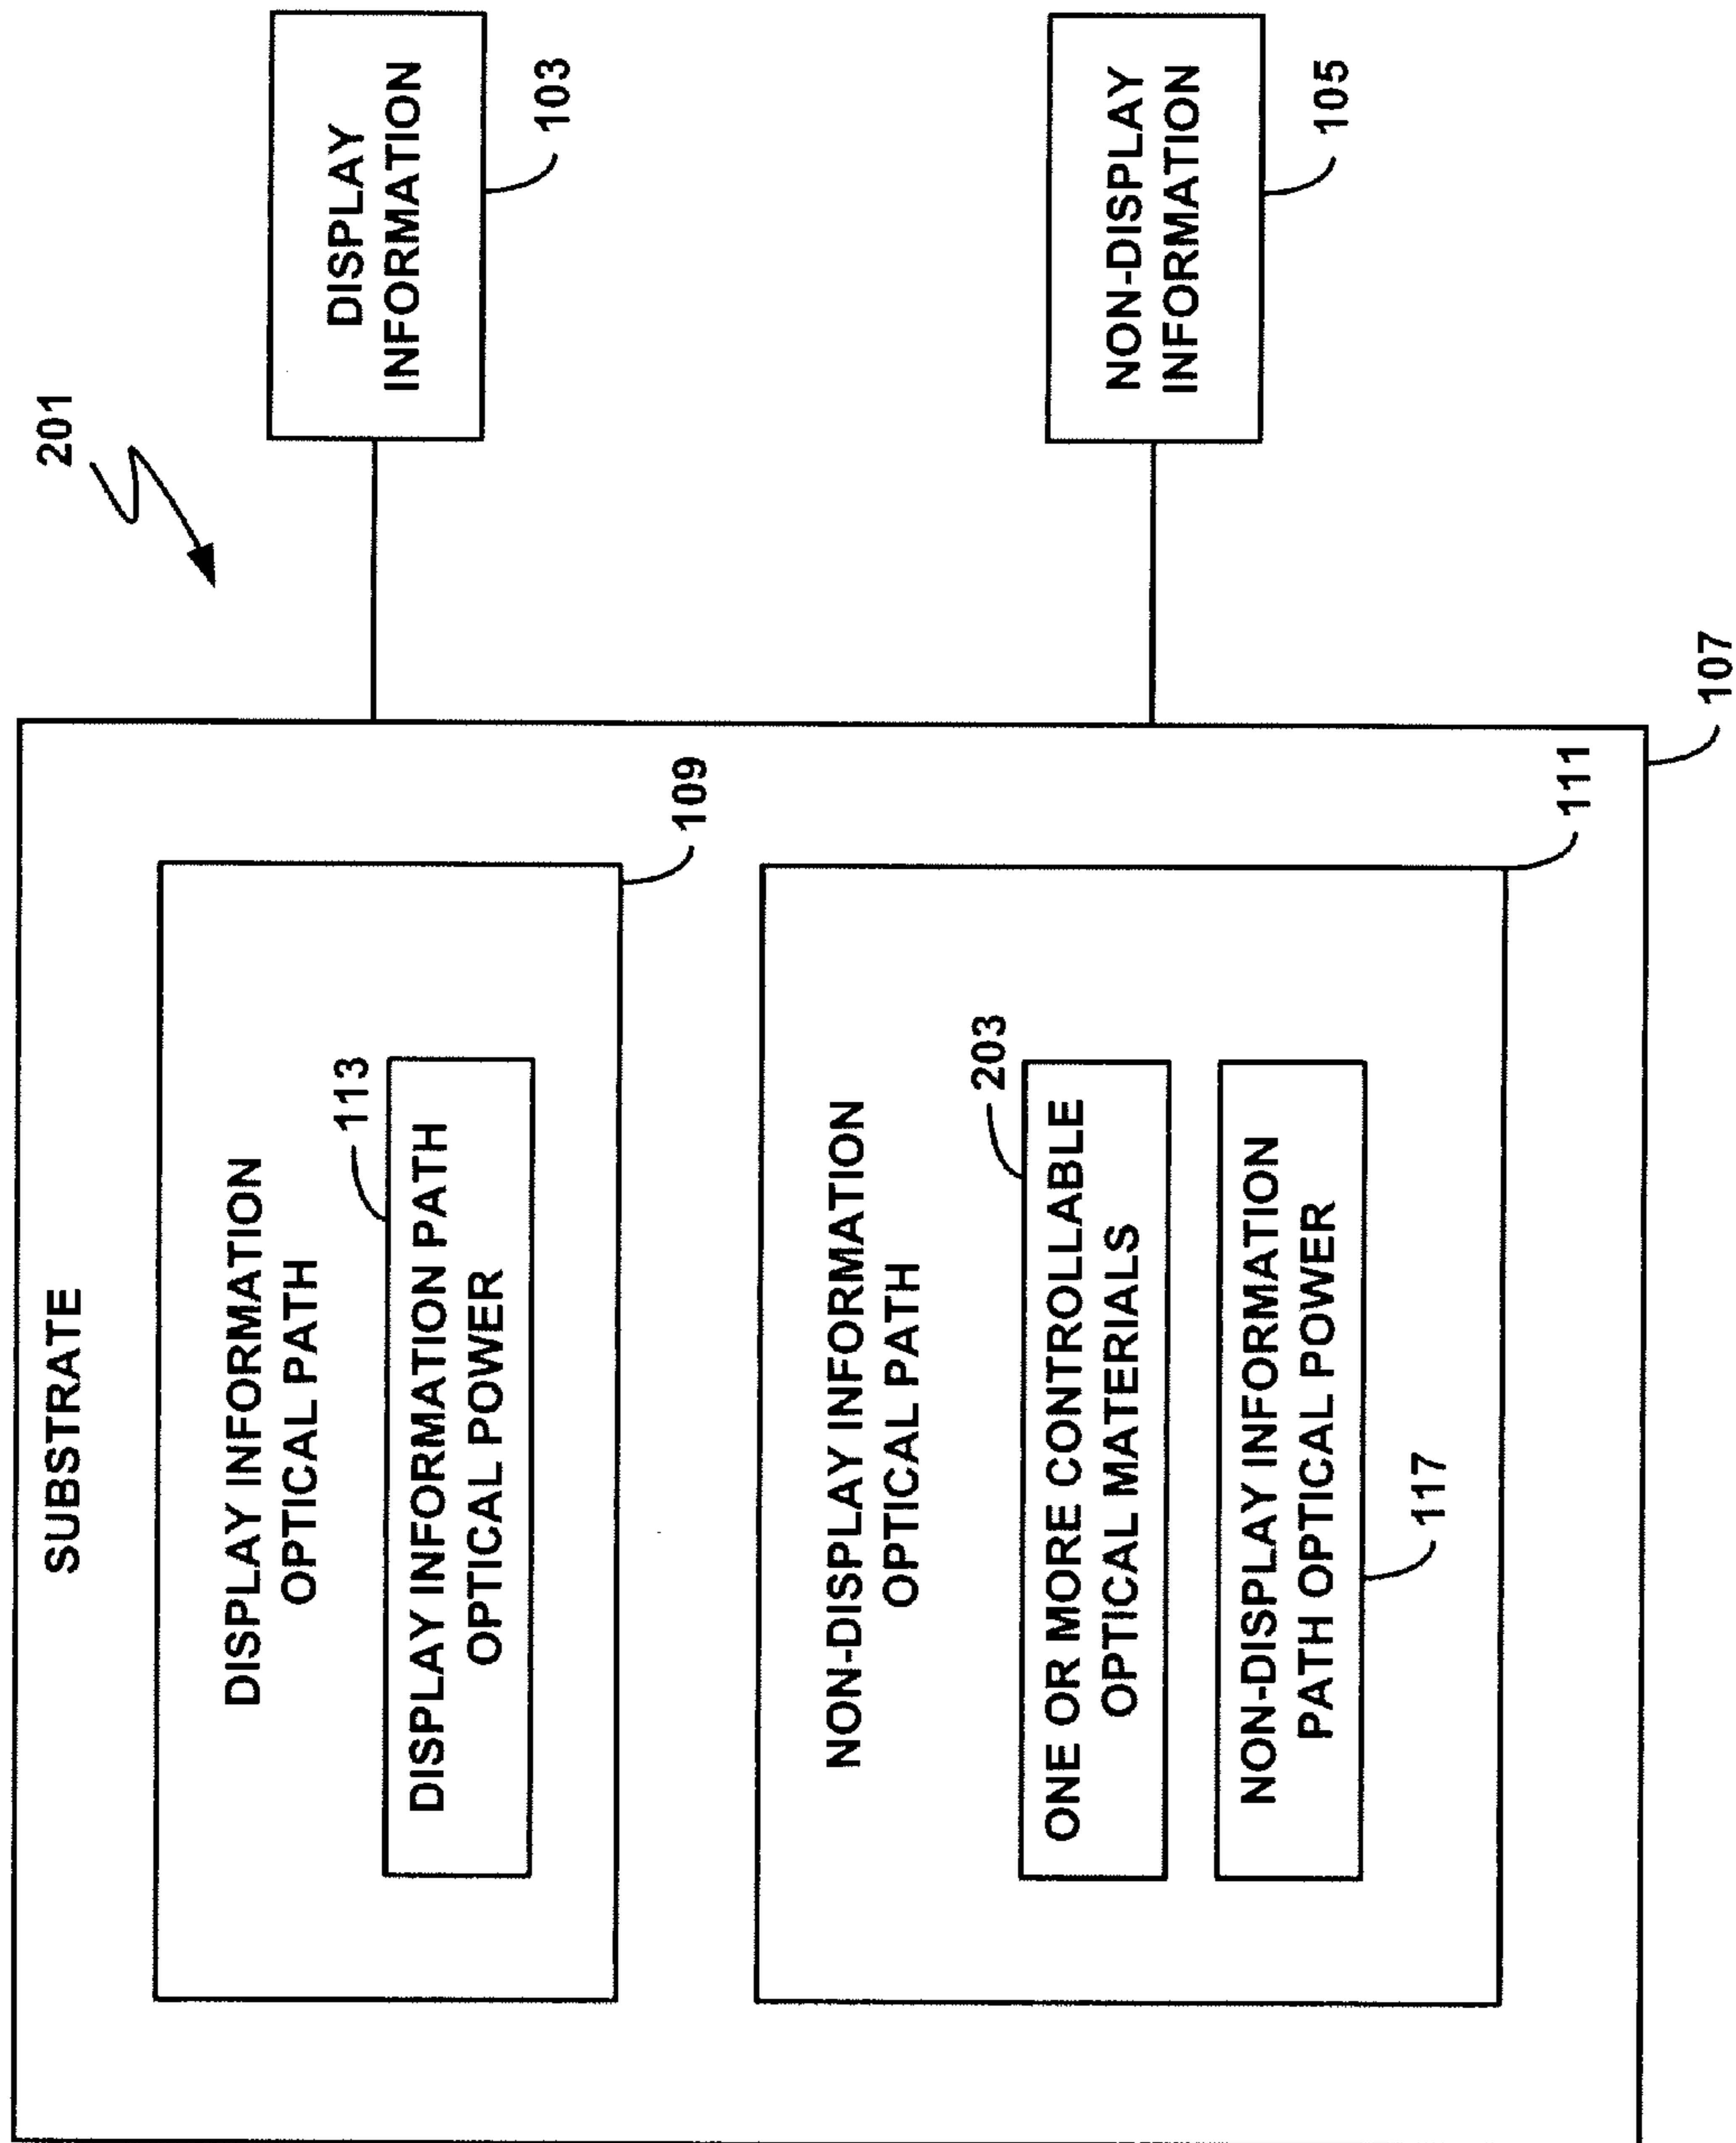 201
SUBSTRATE
DISPLAY INFORMATION
OPTICAL PATH
113
DISPLAY INFORMATION PATH
OPTICAL POWER
109
NON-DISPLAY INFORMATION
OPTICAL PATH
203
ONE OR MORE CONTROLLABLE
OPTICAL MATERIALS
NON-DISPLAY INFORMATION
PATH OPTICAL POWER
117
111
107
DISPLAY
INFORMATION
103
NON-DISPLAY
INFORMATION
105